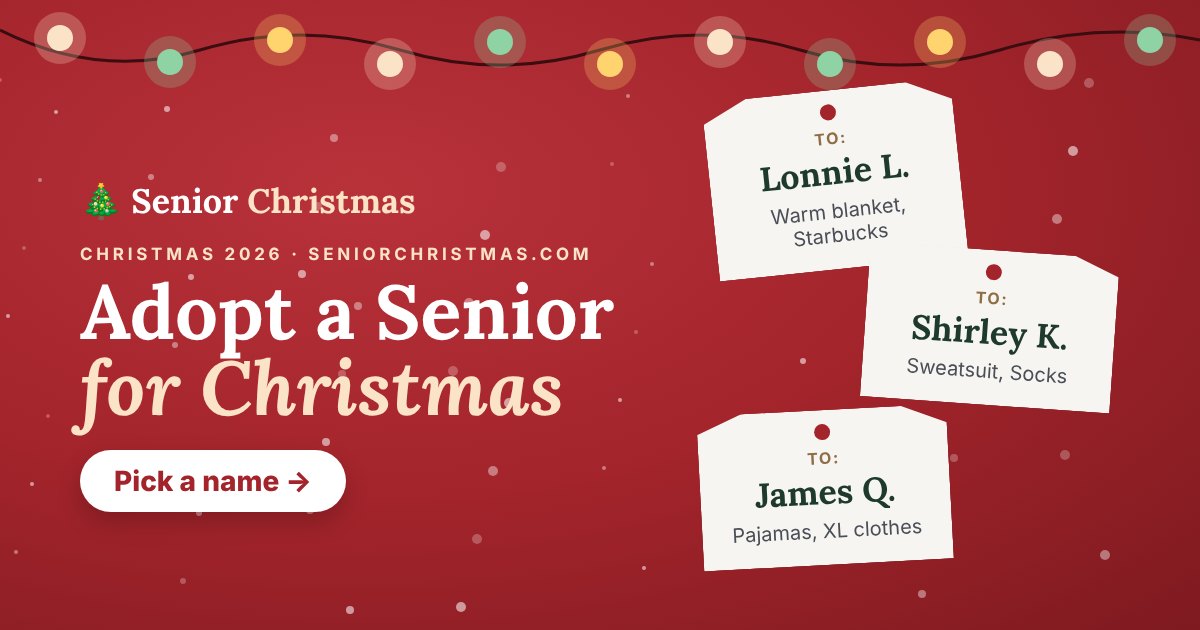 Senior Christmas
CHRISTMAS 2026 · SENIORCHRISTMAS.COM
Adopt a Senior
for Christmas
Pick a name →
TO:
Lonnie L.
Warm blanket,
Starbucks
TO:
Shirley K.
Sweatsuit, Socks
TO:
James Q.
Pajamas, XL clothes